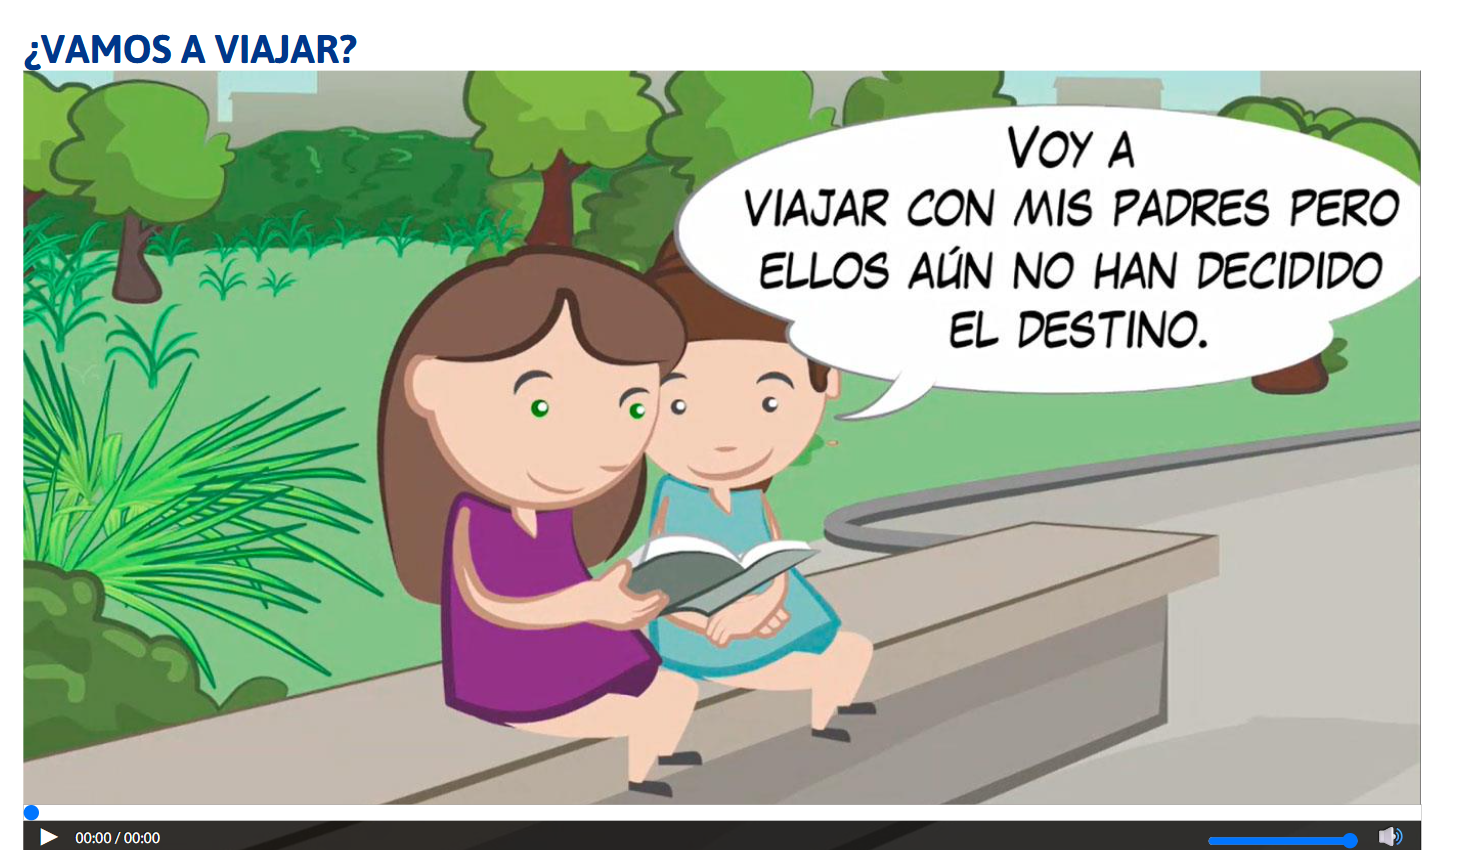 ¿VAMOS A VIAJAR?
VOY A
VIAJAR CON MIS PADRES PERO
ELLOS AÚN NO HAN DECIDIDO
EL DESTINO.
00:00 / 00:00